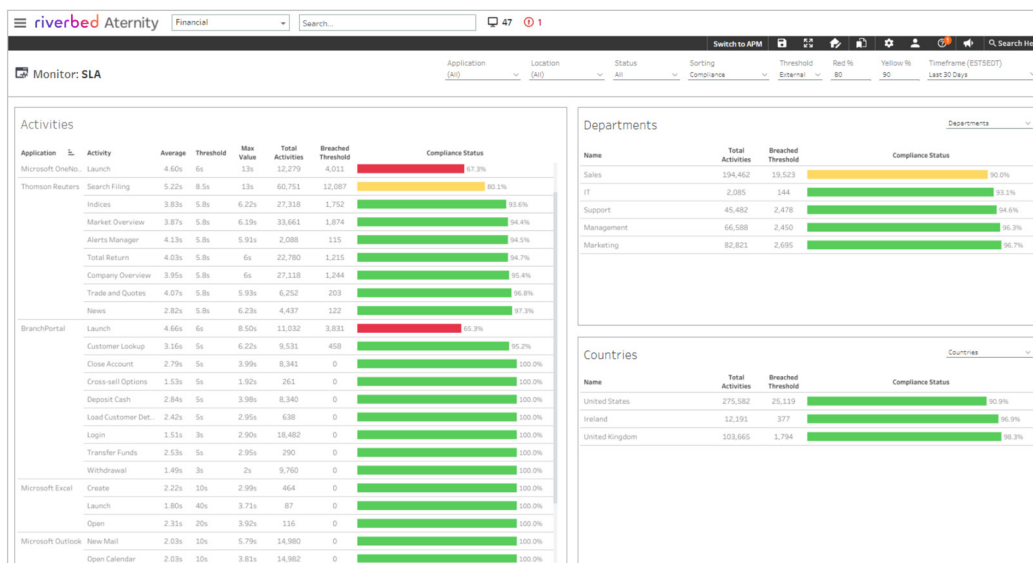 riverbed Aternity Financial Search... 47 1
Switch to APM Search He
Monitor: SLA
Application Location Status Sorting Threshold Red % Yellow % Timeframe (ESTSEDT)
(All) (All) All Compliance External 80 90 Last 30 Days
Activities
Application Activity Average Threshold Max Value Total Activities Breached Threshold Compliance Status
Microsoft OneNo.. Launch 4.60s 6s 13s 12,279 4,011 67.3%
Thomson Reuters Search Filing 5.22s 8.5s 13s 60,751 12,087 80.1%
Indices 3.83s 5.8s 6.22s 27,318 1,752 93.6%
Market Overview 3.87s 5.8s 6.19s 33,661 1,874 94.4%
Alerts Manager 4.13s 5.8s 5.91s 2,088 115 94.5%
Total Return 4.03s 5.8s 6s 22,780 1,215 94.7%
Company Overview 3.95s 5.8s 6s 27,118 1,244 95.4%
Trade and Quotes 4.07s 5.8s 5.93s 6,252 203 96.8%
News 2.82s 5.8s 6.23s 4,437 122 97.3%
BranchPortal Launch 4.66s 6s 8.50s 11,032 3,831 65.3%
Customer Lookup 3.16s 5s 6.22s 9,531 458 95.2%
Close Account 2.79s 5s 3.99s 8,341 0 100.0%
Cross-sell Options 1.53s 5s 1.92s 261 0 100.0%
Deposit Cash 2.84s 5s 3.98s 8,340 0 100.0%
Load Customer Det.. 2.42s 5s 2.95s 638 0 100.0%
Login 1.51s 3s 2.90s 18,482 0 100.0%
Transfer Funds 2.53s 5s 2.95s 290 0 100.0%
Withdrawal 1.49s 3s 2s 9,760 0 100.0%
Microsoft Excel Create 2.22s 10s 2.99s 464 0 100.0%
Launch 1.80s 40s 3.71s 87 0 100.0%
Open 2.31s 20s 3.92s 116 0 100.0%
Microsoft Outlook New Mail 2.03s 10s 5.79s 14,980 0 100.0%
Open Calendar 2.03s 10s 3.81s 14,982 0 100.0%
Departments Departments
Name Total Activities Breached Threshold Compliance Status
Sales 194,462 19,523 90.0%
IT 2,085 144 93.1%
Support 45,482 2,478 94.6%
Management 66,588 2,450 96.3%
Marketing 82,821 2,695 96.7%
Countries Countries
Name Total Activities Breached Threshold Compliance Status
United States 275,582 25,119 90.9%
Ireland 12,191 377 96.9%
United Kingdom 103,665 1,794 98.3%